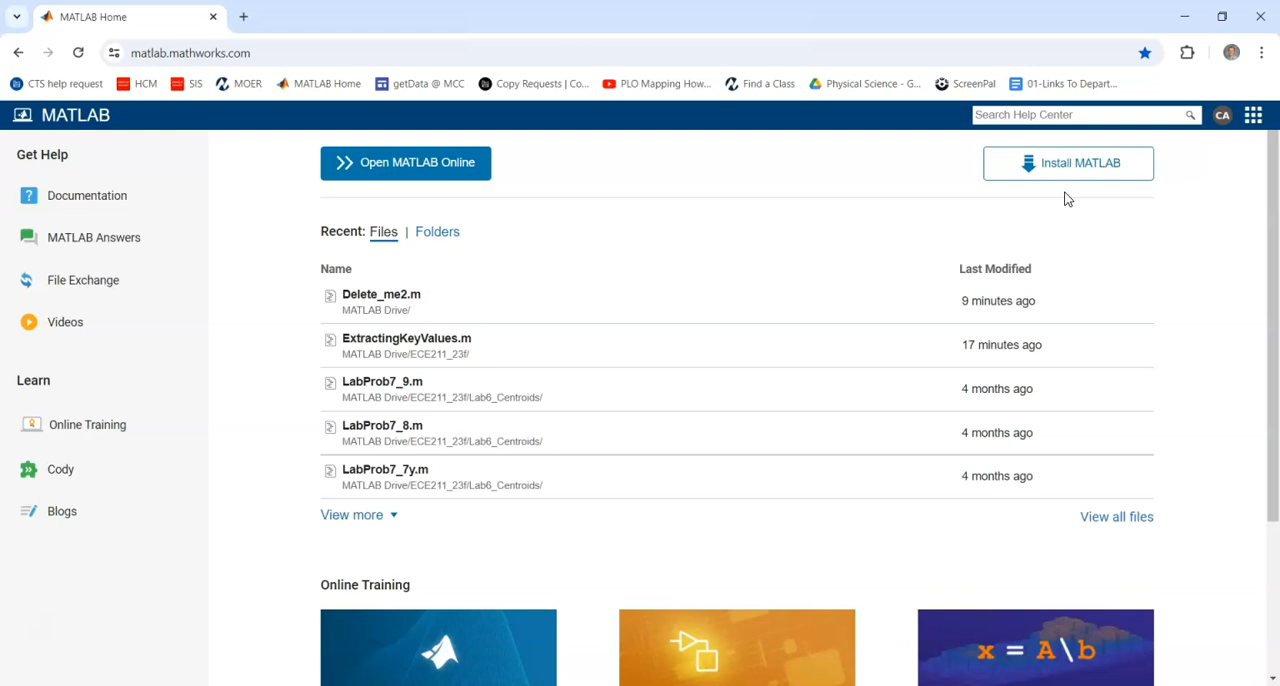 MATLAB Home
matlab.mathworks.com
CTS help request HCM SIS MOER MATLAB Home getData @ MCC Copy Requests | Co... PLO Mapping How... Find a Class Physical Science - G... ScreenPal 01-Links To Depart...
MATLAB Search Help Center CA
Get Help
Documentation
MATLAB Answers
File Exchange
Videos
Learn
Online Training
Cody
Blogs
Open MATLAB Online Install MATLAB
Recent: Files | Folders
Name Last Modified
Delete_me2.m 9 minutes ago
MATLAB Drive/
ExtractingKeyValues.m 17 minutes ago
MATLAB Drive/ECE211_23f/
LabProb7_9.m 4 months ago
MATLAB Drive/ECE211_23f/Lab6_Centroids/
LabProb7_8.m 4 months ago
MATLAB Drive/ECE211_23f/Lab6_Centroids/
LabProb7_7y.m 4 months ago
MATLAB Drive/ECE211_23f/Lab6_Centroids/
View more View all files
Online Training
x = A\b